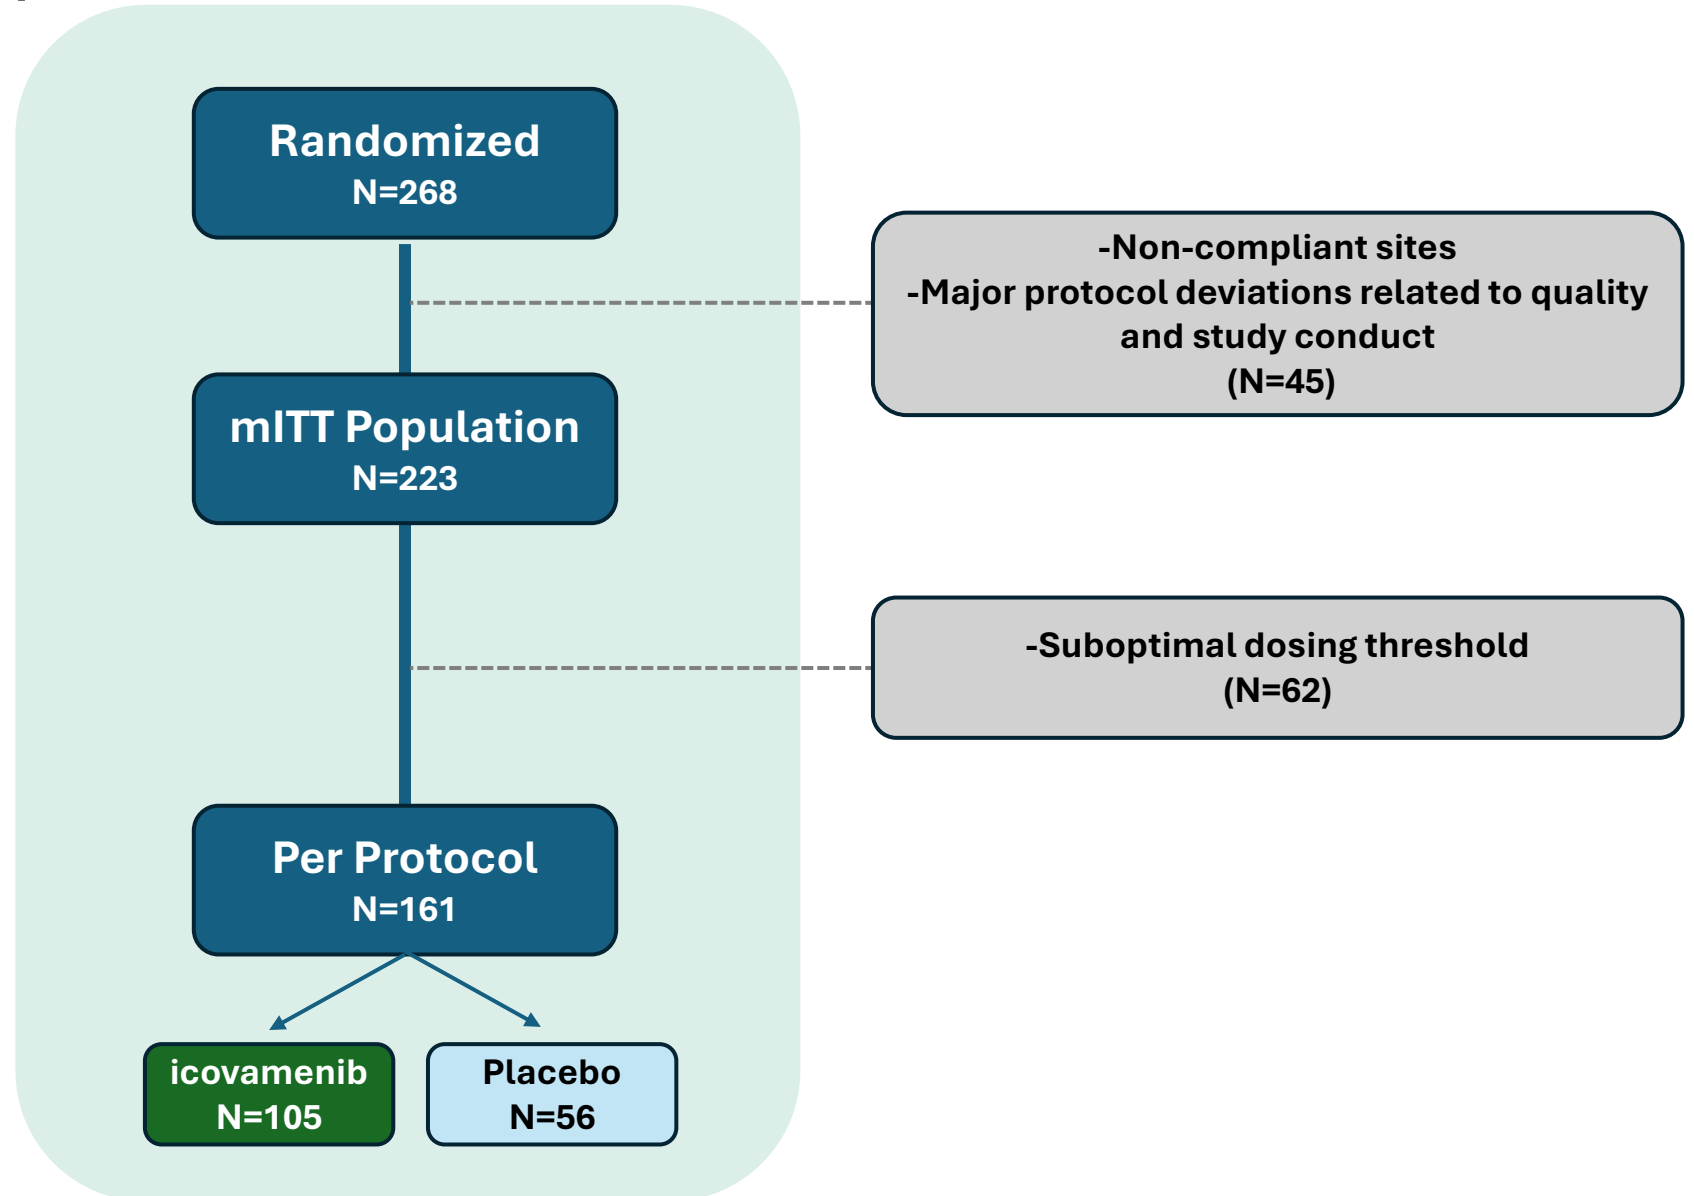 Randomized
N=268
-Non-compliant sites
-Major protocol deviations related to quality
and study conduct
(N=45)
mITT Population
N=223
-Suboptimal dosing threshold
(N=62)
Per Protocol
N=161
icovamenib
N=105
Placebo
N=56